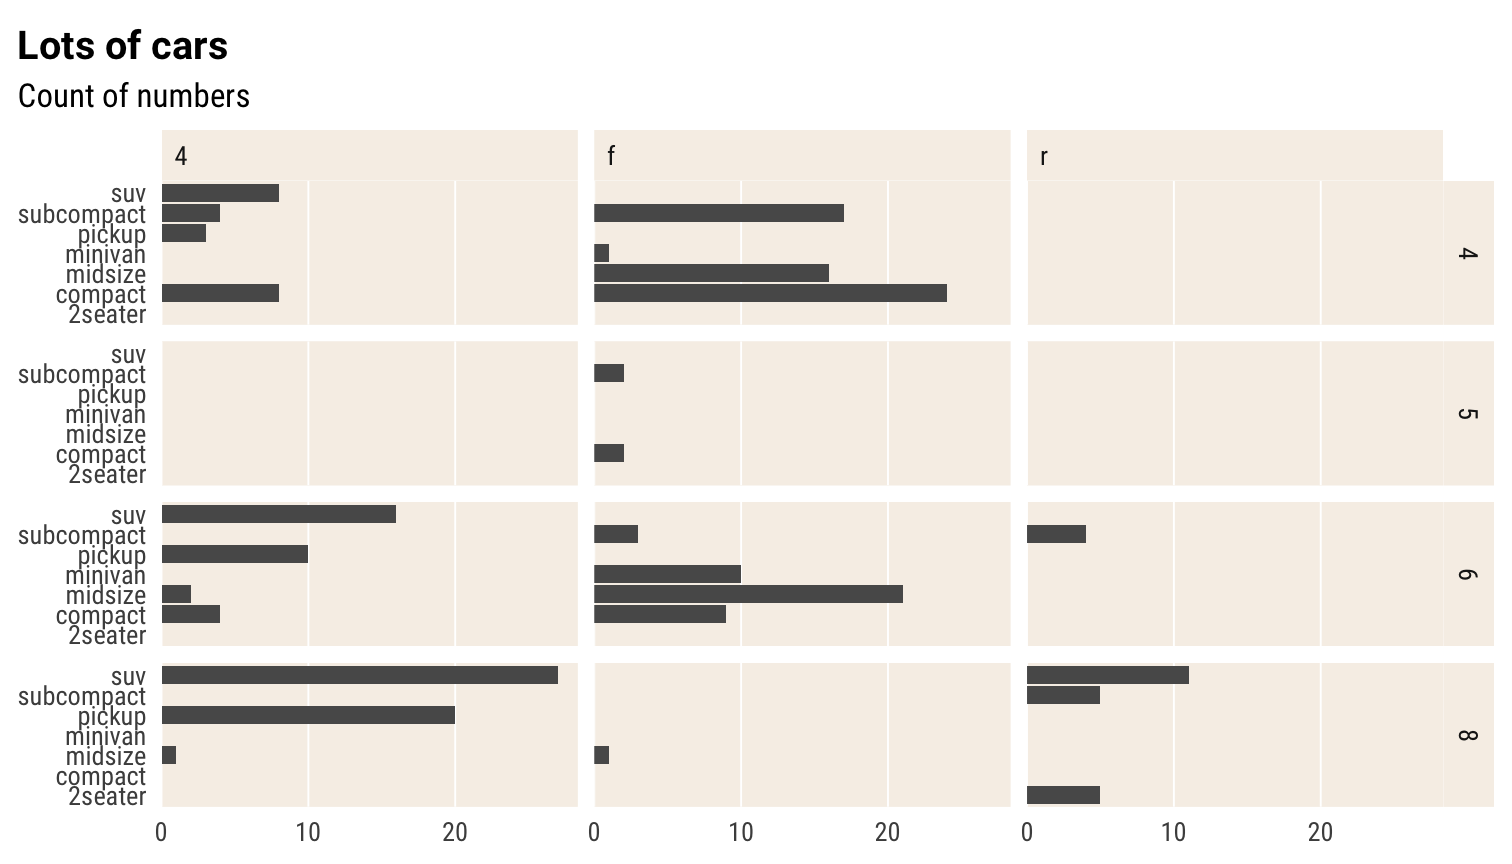 Lots of cars
Count of numbers
4 f r
suv
subcompact
pickup
minivan
midsize
compact
2seater
4
suv
subcompact
pickup
minivan
midsize
compact
2seater
5
suv
subcompact
pickup
minivan
midsize
compact
2seater
6
suv
subcompact
pickup
minivan
midsize
compact
2seater
8
0 10 20 0 10 20 0 10 20